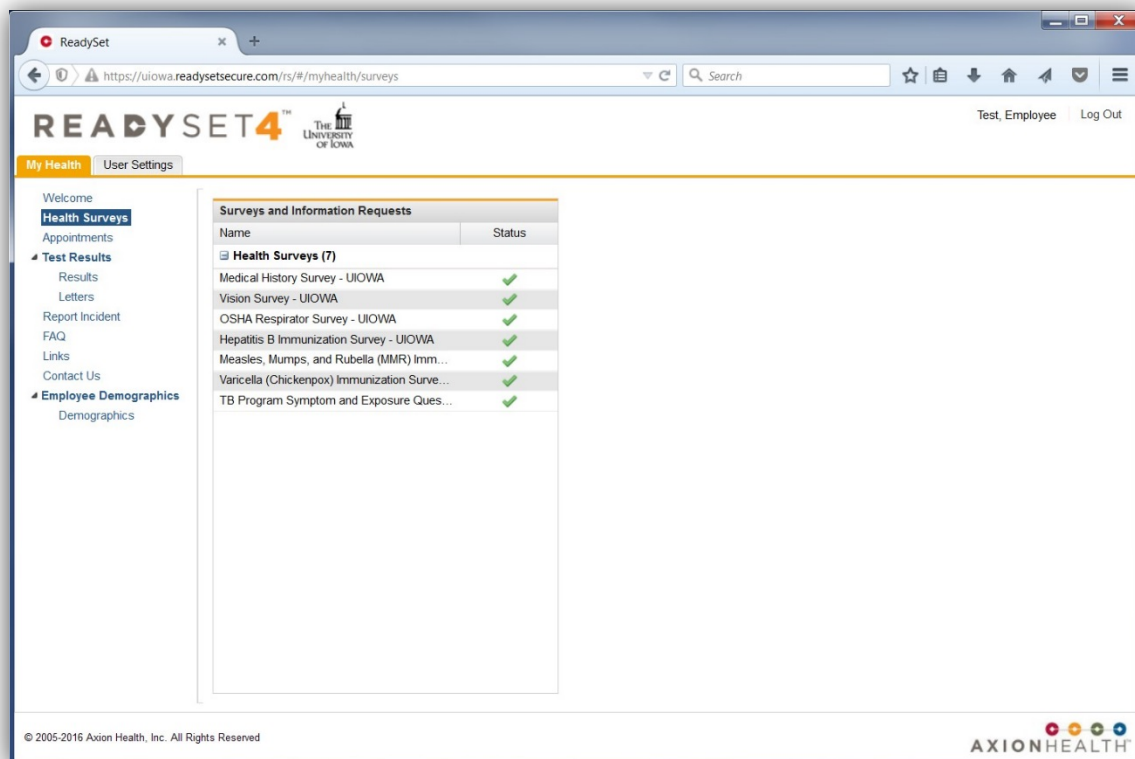 ReadySet
https://uiowa.readysetsecure.com/rs/#/myhealth/surveys
Search
READYSET4™
THE UNIVERSITY OF IOWA
Test, Employee
Log Out
My Health
User Settings
Welcome
Health Surveys
Appointments
Test Results
Results
Letters
Report Incident
FAQ
Links
Contact Us
Employee Demographics
Demographics
Surveys and Information Requests
Name Status
Health Surveys (7)
Medical History Survey - UIOWA
Vision Survey - UIOWA
OSHA Respirator Survey - UIOWA
Hepatitis B Immunization Survey - UIOWA
Measles, Mumps, and Rubella (MMR) Imm...
Varicella (Chickenpox) Immunization Surve...
TB Program Symptom and Exposure Ques...
© 2005-2016 Axion Health, Inc. All Rights Reserved
AXIONHEALTH